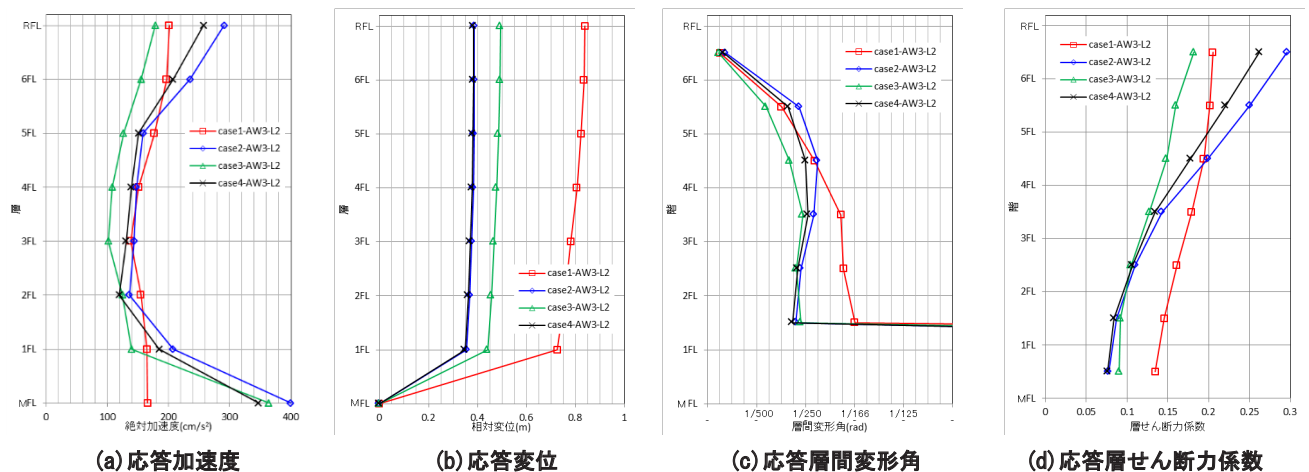 RFL
6FL
5FL
4FL
3FL
2FL
1FL
MFL
層
0 100 200 300 400
絶対加速度(cm/s²)
case1-AW3-L2
case2-AW3-L2
case3-AW3-L2
case4-AW3-L2
(a) 応答加速度
RFL
6FL
5FL
4FL
3FL
2FL
1FL
MFL
層
0 0.2 0.4 0.6 0.8 1
相対変位(m)
case1-AW3-L2
case2-AW3-L2
case3-AW3-L2
case4-AW3-L2
(b) 応答変位
RFL
6FL
5FL
4FL
3FL
2FL
1FL
MFL
階
- 1/500 1/250 1/166 1/125 -
層間変形角(rad)
case1-AW3-L2
case2-AW3-L2
case3-AW3-L2
case4-AW3-L2
(c) 応答層間変形角
RFL
6FL
5FL
4FL
3FL
2FL
1FL
MFL
階
0 0.05 0.1 0.15 0.2 0.25 0.3
層せん断力係数
case1-AW3-L2
case2-AW3-L2
case3-AW3-L2
case4-AW3-L2
(d) 応答層せん断力係数